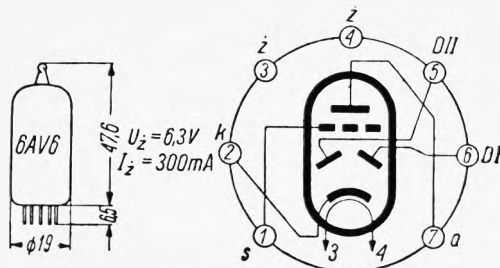 6AV6
47,6
6,5
φ19
Uż = 6,3V
Iż = 300mA
ż
4
ż
3
DII
5
k
2
6
DI
s
1
3
4
7
a